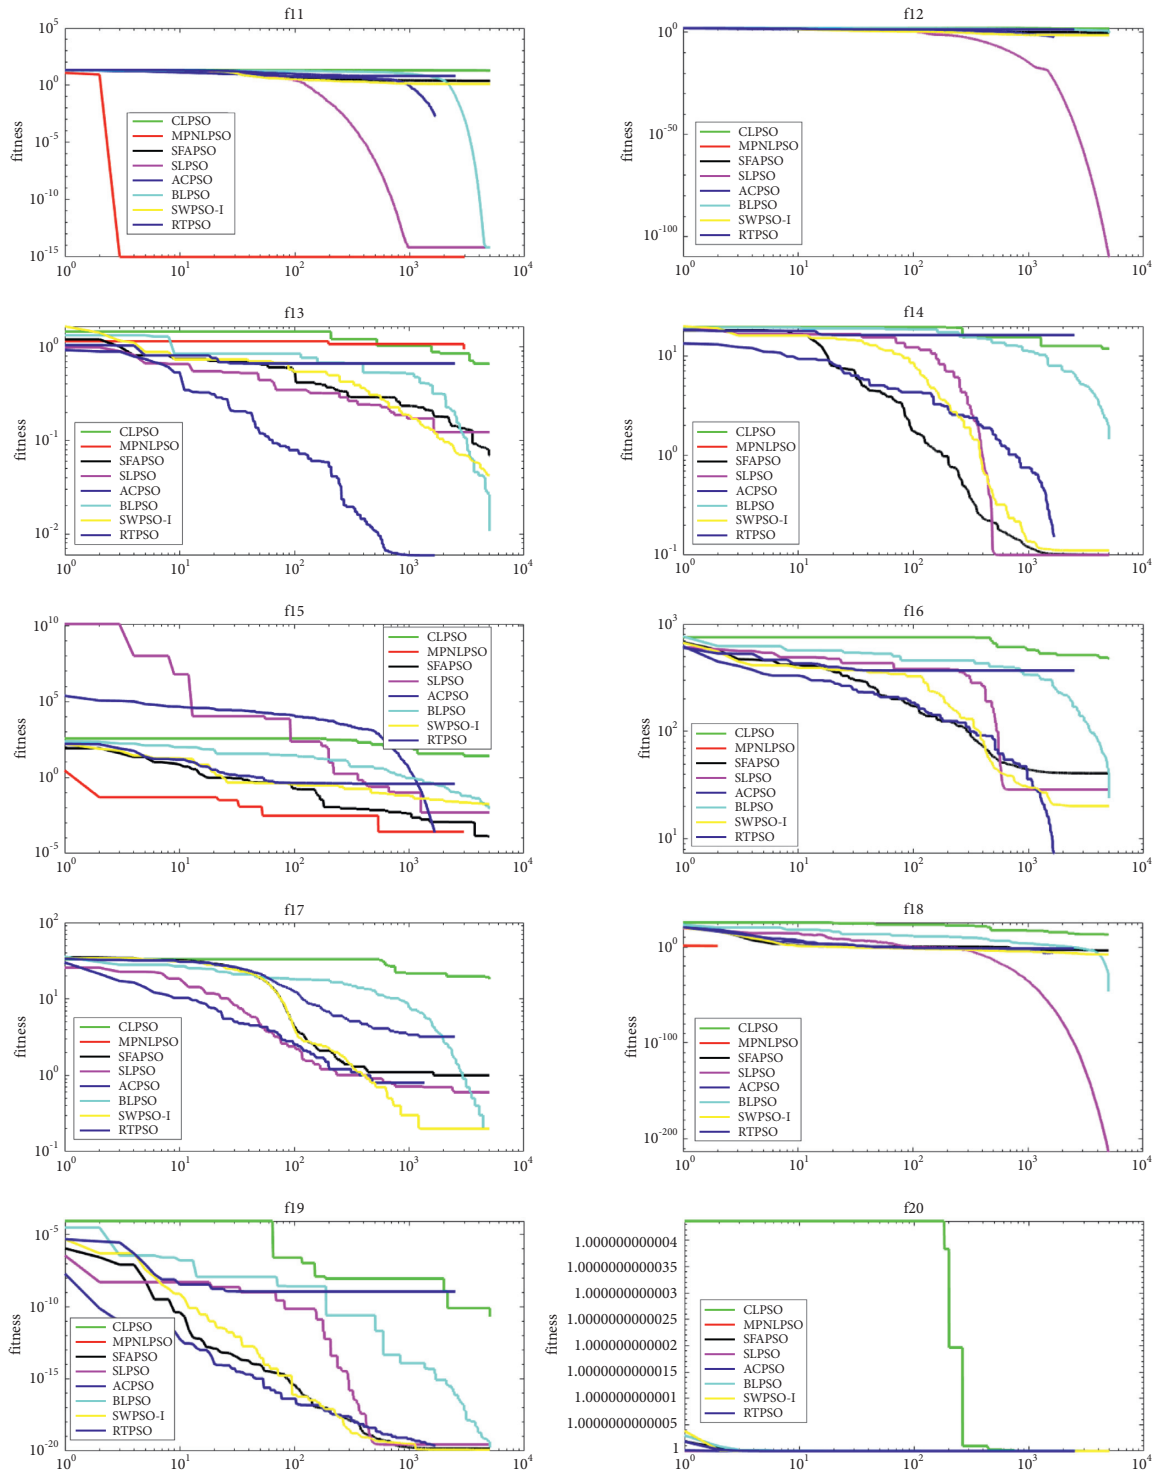 f11
fitness
10^5
10^0
10^-5
10^-10
10^-15
CLPSO
MPNLPSO
SFAPSO
SLPSO
ACPSO
BLPSO
SWPSO-I
RTPSO
10^0 10^1 10^2 10^3 10^4
f12
fitness
10^0
10^-50
10^-100
CLPSO
MPNLPSO
SFAPSO
SLPSO
ACPSO
BLPSO
SWPSO-I
RTPSO
10^0 10^1 10^2 10^3 10^4
f13
fitness
10^0
10^-1
10^-2
CLPSO
MPNLPSO
SFAPSO
SLPSO
ACPSO
BLPSO
SWPSO-I
RTPSO
10^0 10^1 10^2 10^3 10^4
f14
fitness
10^1
10^0
10^-1
CLPSO
MPNLPSO
SFAPSO
SLPSO
ACPSO
BLPSO
SWPSO-I
RTPSO
10^0 10^1 10^2 10^3 10^4
f15
fitness
10^10
10^5
10^0
10^-5
CLPSO
MPNLPSO
SFAPSO
SLPSO
ACPSO
BLPSO
SWPSO-I
RTPSO
10^0 10^1 10^2 10^3 10^4
f16
fitness
10^3
10^2
10^1
CLPSO
MPNLPSO
SFAPSO
SLPSO
ACPSO
BLPSO
SWPSO-I
RTPSO
10^0 10^1 10^2 10^3 10^4
f17
fitness
10^2
10^1
10^0
10^-1
CLPSO
MPNLPSO
SFAPSO
SLPSO
ACPSO
BLPSO
SWPSO-I
RTPSO
10^0 10^1 10^2 10^3 10^4
f18
fitness
10^0
10^-100
10^-200
CLPSO
MPNLPSO
SFAPSO
SLPSO
ACPSO
BLPSO
SWPSO-I
RTPSO
10^0 10^1 10^2 10^3 10^4
f19
fitness
10^-5
10^-10
10^-15
10^-20
CLPSO
MPNLPSO
SFAPSO
SLPSO
ACPSO
BLPSO
SWPSO-I
RTPSO
10^0 10^1 10^2 10^3 10^4
f20
fitness
1.000000000004
1.0000000000035
1.000000000003
1.0000000000025
1.0000000000015
1.000000000002
1.000000000001
1.0000000000005
1
CLPSO
MPNLPSO
SFAPSO
SLPSO
ACPSO
BLPSO
SWPSO-I
RTPSO
10^0 10^1 10^2 10^3 10^4